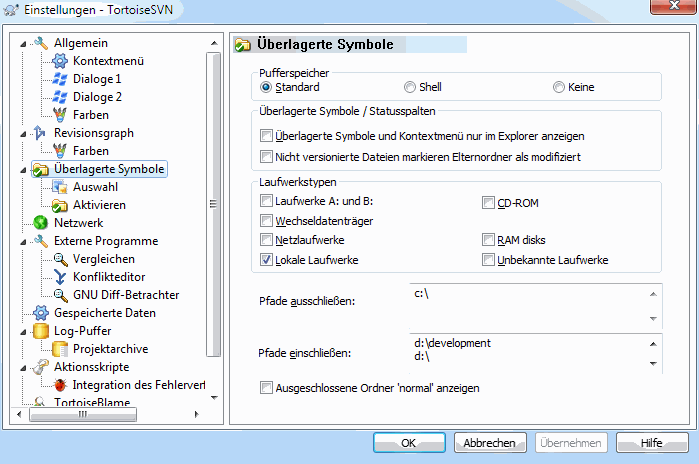 Einstellungen - TortoiseSVN
Allgemein
Kontextmenü
Dialoge 1
Dialoge 2
Farben
Revisionsgraph
Farben
Überlagerte Symbole
Auswahl
Aktivieren
Netzwerk
Externe Programme
Vergleichen
Konflikteditor
GNU Diff-Betrachter
Gespeicherte Daten
Log-Puffer
Projektarchive
Aktionsskripte
Integration des Fehlervert
TortoiseBlame
Überlagerte Symbole
Pufferspeicher
Standard Shell Keine
Überlagerte Symbole / Statusspalten
Überlagerte Symbole und Kontextmenü nur im Explorer anzeigen
Nicht versionierte Dateien markieren Elternordner als modifiziert
Laufwerkstypen
Laufwerke A: und B: CD-ROM
Wechseldatenträger
Netzlaufwerke RAM disks
Lokale Laufwerke Unbekannte Laufwerke
Pfade ausschließen: c:\
Pfade einschließen: d:\development
d:\
Ausgeschlossene Ordner 'normal' anzeigen
OK Abbrechen Übernehmen Hilfe